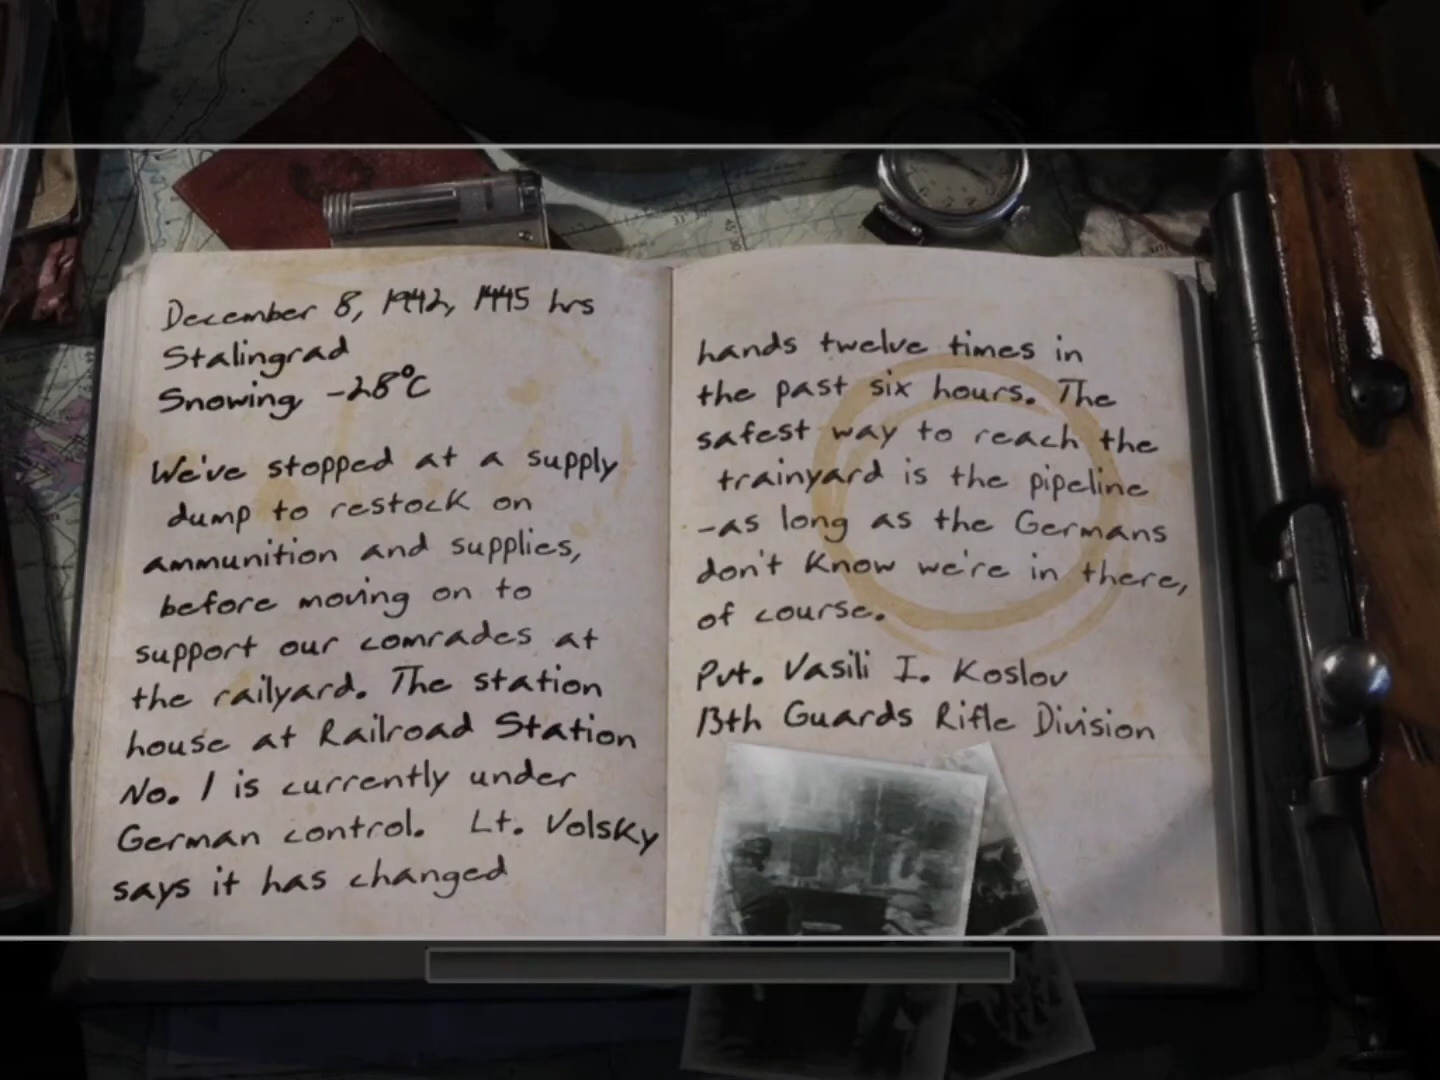 December 8, 1942, 1445 hrs
Stalingrad
Snowing, -28°C
We've stopped at a supply
dump to restock on
ammunition and supplies,
before moving on to
support our comrades at
the railyard. The station
house at Railroad Station
No. 1 is currently under
German control. Lt. Volsky
says it has changed
hands twelve times in
the past six hours. The
safest way to reach the
trainyard is the pipeline
-as long as the Germans
don't know we're in there,
of course.
Pvt. Vasili I. Koslov
13th Guards Rifle Division